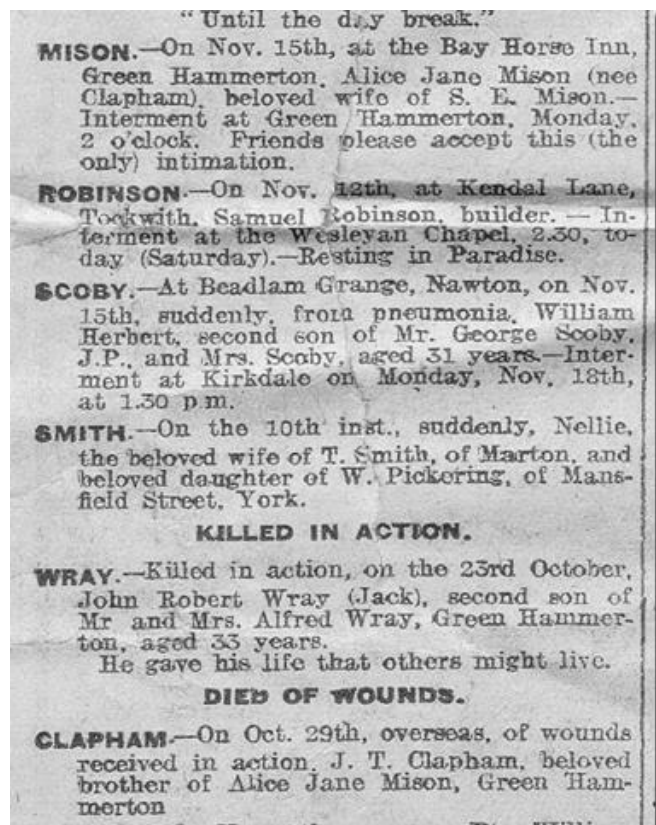 "Until the day break."
MISON.—On Nov. 15th, at the Bay Horse Inn,
Green Hammerton, Alice Jane Mison (nee
Clapham), beloved wife of S. E. Mison.—
Interment at Green Hammerton, Monday,
2 o'clock. Friends please accept this (the
only) intimation.
ROBINSON.—On Nov. 12th, at Kendal Lane,
Tockwith, Samuel Robinson, builder. — In-
terment at the Wesleyan Chapel, 2.30, to-
day (Saturday).—Resting in Paradise.
SCOBY.—At Beadlam Grange, Nawton, on Nov.
15th, suddenly, from pneumonia, William
Herbert, second son of Mr. George Scoby,
J.P., and Mrs. Scoby, aged 31 years.—Inter-
ment at Kirkdale on Monday, Nov. 18th,
at 1.30 p m.
SMITH.—On the 10th inst., suddenly, Nellie,
the beloved wife of T. Smith, of Marton, and
beloved daughter of W. Pickering, of Mans-
field Street, York.
KILLED IN ACTION.
WRAY.—Killed in action, on the 23rd October,
John Robert Wray (Jack), second son of
Mr and Mrs. Alfred Wray, Green Hammer-
ton, aged 33 years.
He gave his life that others might live.
DIED OF WOUNDS.
CLAPHAM.—On Oct. 29th, overseas, of wounds
received in action, J. T. Clapham, beloved
brother of Alice Jane Mison, Green Ham-
merton